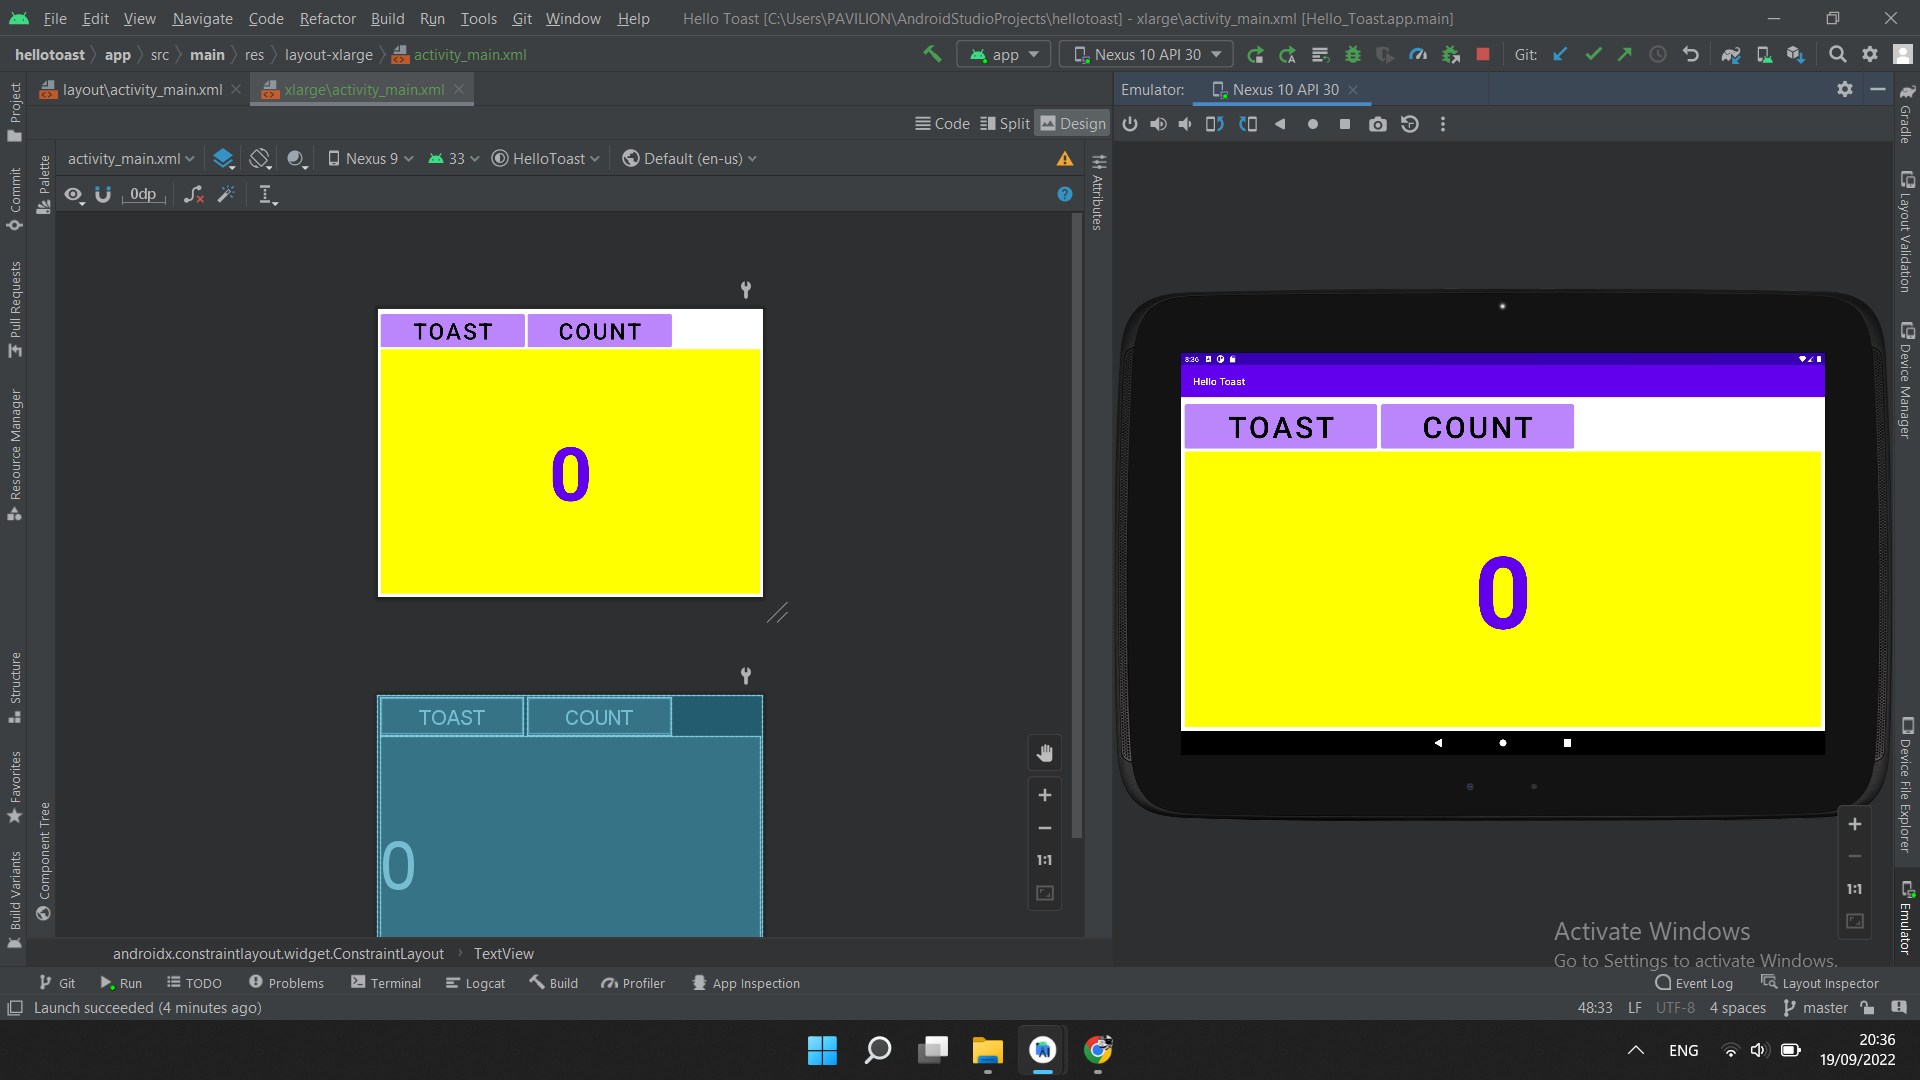 File Edit View Navigate Code Refactor Build Run Tools Git Window Help Hello Toast [C:\Users\PAVILION\AndroidStudioProjects\hellotoast] - xlarge\activity_main.xml [Hello_Toast.app.main]
hellotoast app src main res layout-xlarge activity_main.xml app Nexus 10 API 30 Git:
layout\activity_main.xml xlarge\activity_main.xml Emulator: Nexus 10 API 30
Code Split Design
activity_main.xml Nexus 9 33 HelloToast Default (en-us)
0dp
Project
Commit
Pull Requests
Resource Manager
Structure
Favorites
Build Variants
Palette
Component Tree
TOAST COUNT
0
TOAST COUNT
0
1:1
Attributes
8:36
Hello Toast
TOAST COUNT
0
1:1
Gradle
Layout Validation
Device Manager
Device File Explorer
Emulator
Activate Windows
Go to Settings to activate Windows.
androidx.constraintlayout.widget.ConstraintLayout TextView
Git Run TODO Problems Terminal Logcat Build Profiler App Inspection Event Log Layout Inspector
Launch succeeded (4 minutes ago) 48:33 LF UTF-8 4 spaces master
ENG
20:36
19/09/2022